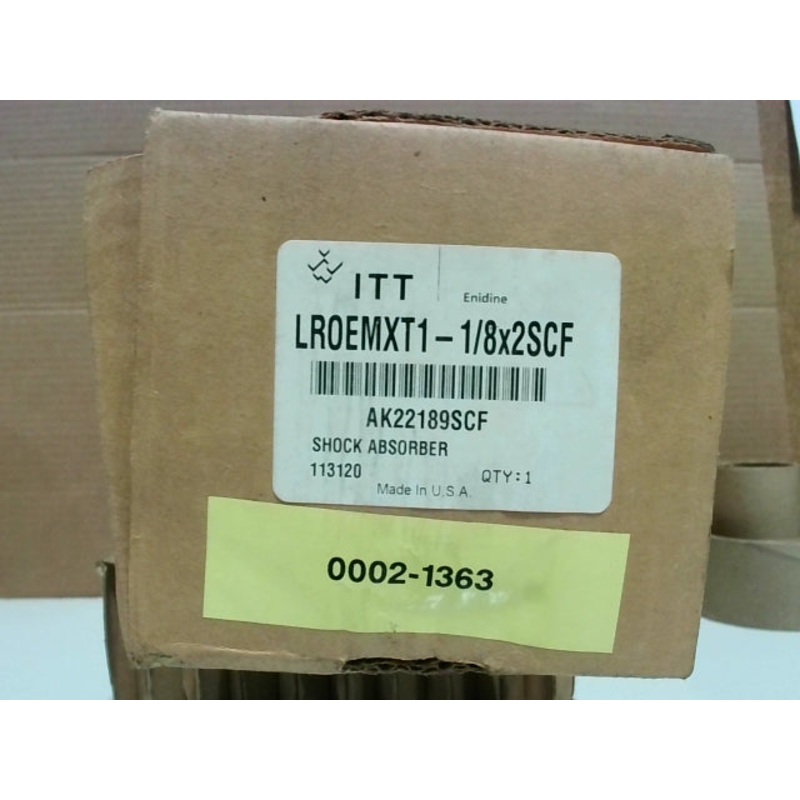 ITT
Enidine
LROEMXT1-1/8x2SCF
AK22189SCF
SHOCK ABSORBER
113120
QTY:1
Made In U.S.A.
0002-1363